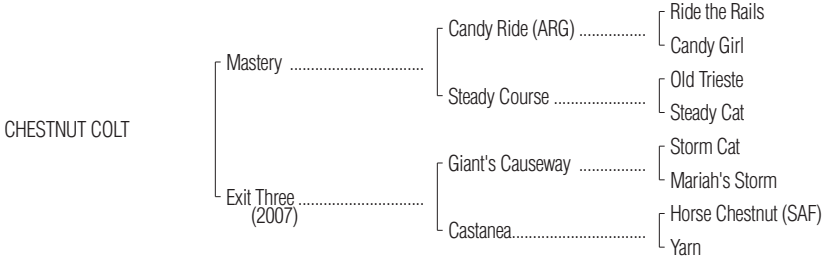 Ride the Rails
Candy Ride (ARG) ................
Candy Girl
Mastery ................................
Old Trieste
Steady Course ......................
Steady Cat
CHESTNUT COLT
Storm Cat
Giant's Causeway ................
Mariah's Storm
Exit Three ..............................
(2007)
Horse Chestnut (SAF)
Castanea................................
Yarn